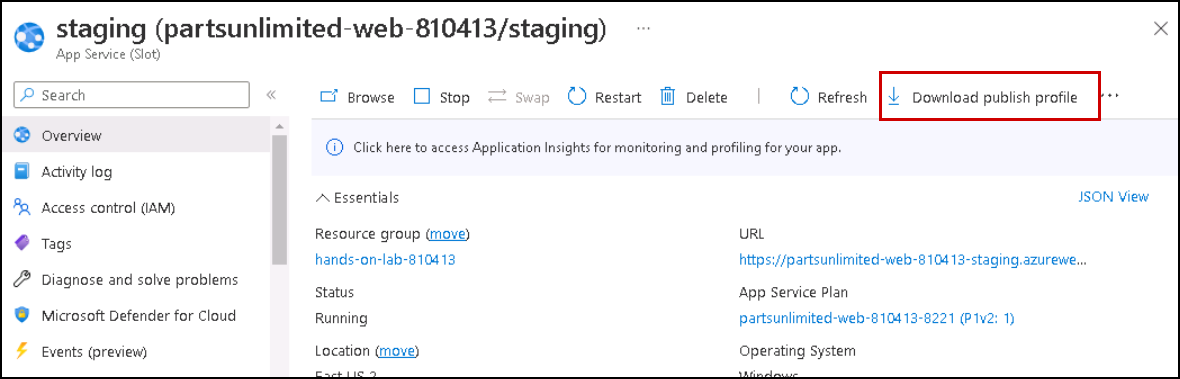 staging (partsunlimited-web-810413/staging) ...
App Service (Slot)
Search
Browse Stop Swap Restart Delete Refresh Download publish profile ...
Overview
Activity log
Access control (IAM)
Tags
Diagnose and solve problems
Microsoft Defender for Cloud
Events (preview)
Click here to access Application Insights for monitoring and profiling for your app.
Essentials
JSON View
Resource group (move)
hands-on-lab-810413
Status
Running
Location (move)
East US 2
URL
https://partsunlimited-web-810413-staging.azurewe...
App Service Plan
partsunlimited-web-810413-8221 (P1v2: 1)
Operating System
Windows